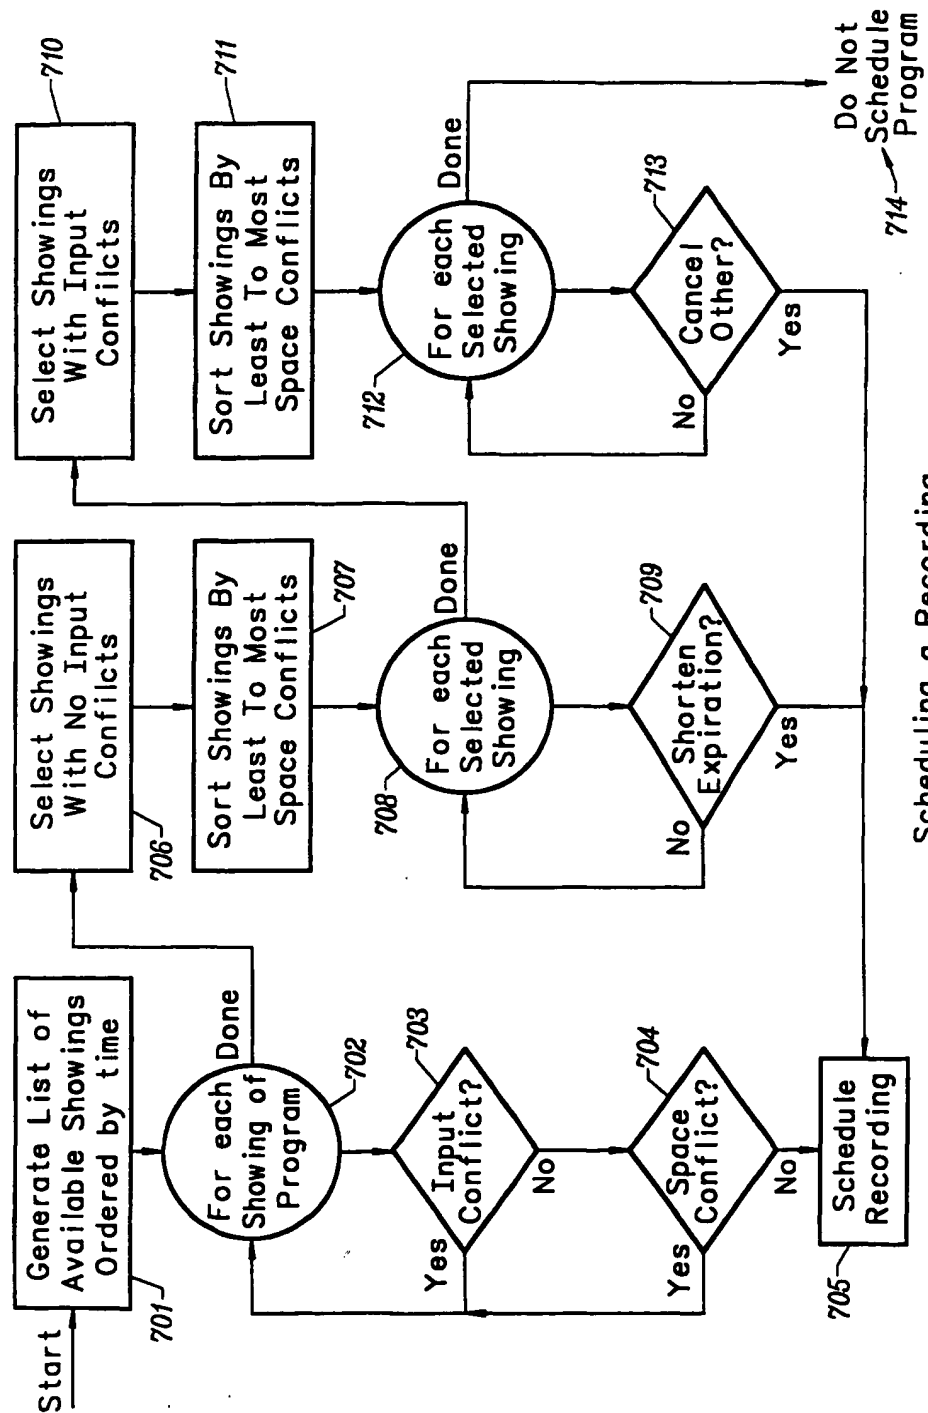 Start
Generate List of
Available Showings
Ordered by time
701
For each
Showing of
Program
Done
702
Input
Conflict?
703
Yes
No
Space
Conflict?
704
Yes
No
Schedule
Recording
705
Select Showings
With No Input
Confilcts
706
Sort Showings By
Least To Most
Space Conflicts
707
For each
Selected
Showing
Done
708
Shorten
Expiration?
709
No
Yes
Select Showings
With Input
Confilcts
710
Sort Showings By
Least To Most
Space Conflicts
711
For each
Selected
Showing
Done
712
Cancel
Other?
713
No
Yes
Do Not
Schedule
Program
714
Scheduling a Recording